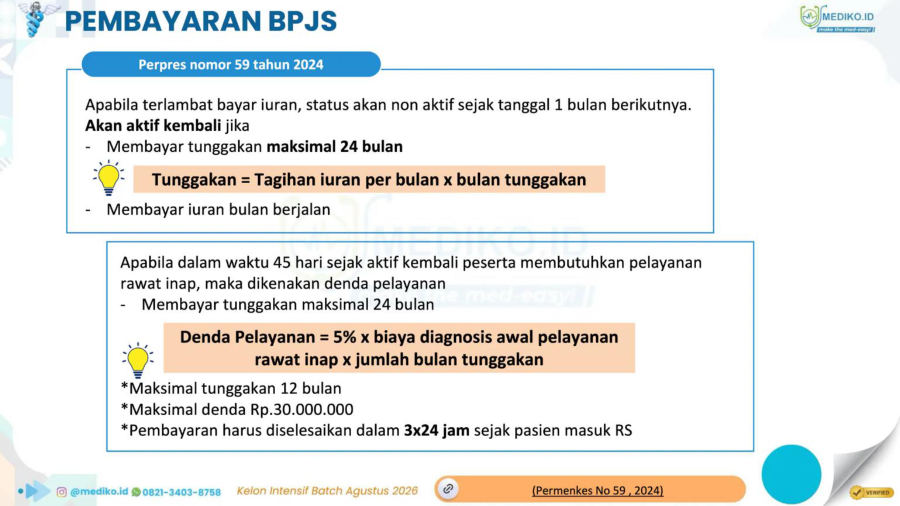 PEMBAYARAN BPJS
MEDIKO.ID
make the med-easy!
Perpres nomor 59 tahun 2024
Apabila terlambat bayar iuran, status akan non aktif sejak tanggal 1 bulan berikutnya.
Akan aktif kembali jika
- Membayar tunggakan maksimal 24 bulan
Tunggakan = Tagihan iuran per bulan x bulan tunggakan
- Membayar iuran bulan berjalan
MEDIKO.ID
the med-easy!
Apabila dalam waktu 45 hari sejak aktif kembali peserta membutuhkan pelayanan
rawat inap, maka dikenakan denda pelayanan
- Membayar tunggakan maksimal 24 bulan
Denda Pelayanan = 5% x biaya diagnosis awal pelayanan
rawat inap x jumlah bulan tunggakan
*Maksimal tunggakan 12 bulan
*Maksimal denda Rp.30.000.000
*Pembayaran harus diselesaikan dalam 3x24 jam sejak pasien masuk RS
@mediko.id 0821-3403-8758
Kelon Intensif Batch Agustus 2026
(Permenkes No 59 , 2024)
VERIFIED